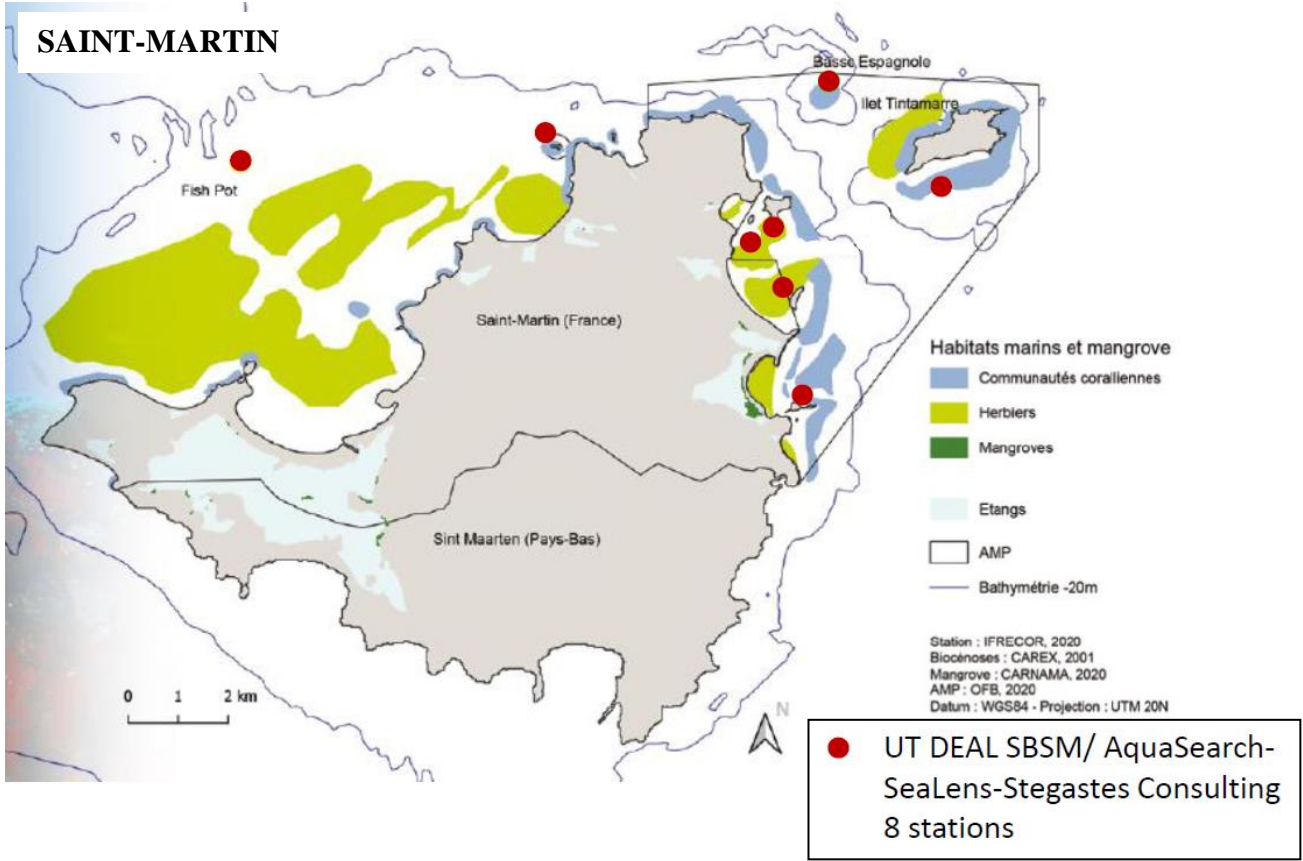 SAINT-MARTIN
Basse Espagnole
Ilet Tintamarre
Fish Pot
Saint-Martin (France)
Sint Maarten (Pays-Bas)
Habitats marins et mangrove
Communautés coralliennes
Herbiers
Mangroves
Etangs
AMP
Bathymétrie -20m
Station : IFRECOR, 2020
Biocénoses : CAREX, 2001
Mangrove : CARNAMA, 2020
AMP : OFB, 2020
Datum : WGS84 - Projection : UTM 20N
0 1 2 km
N
UT DEAL SBSM/ AquaSearch-
SeaLens-Stegastes Consulting
8 stations